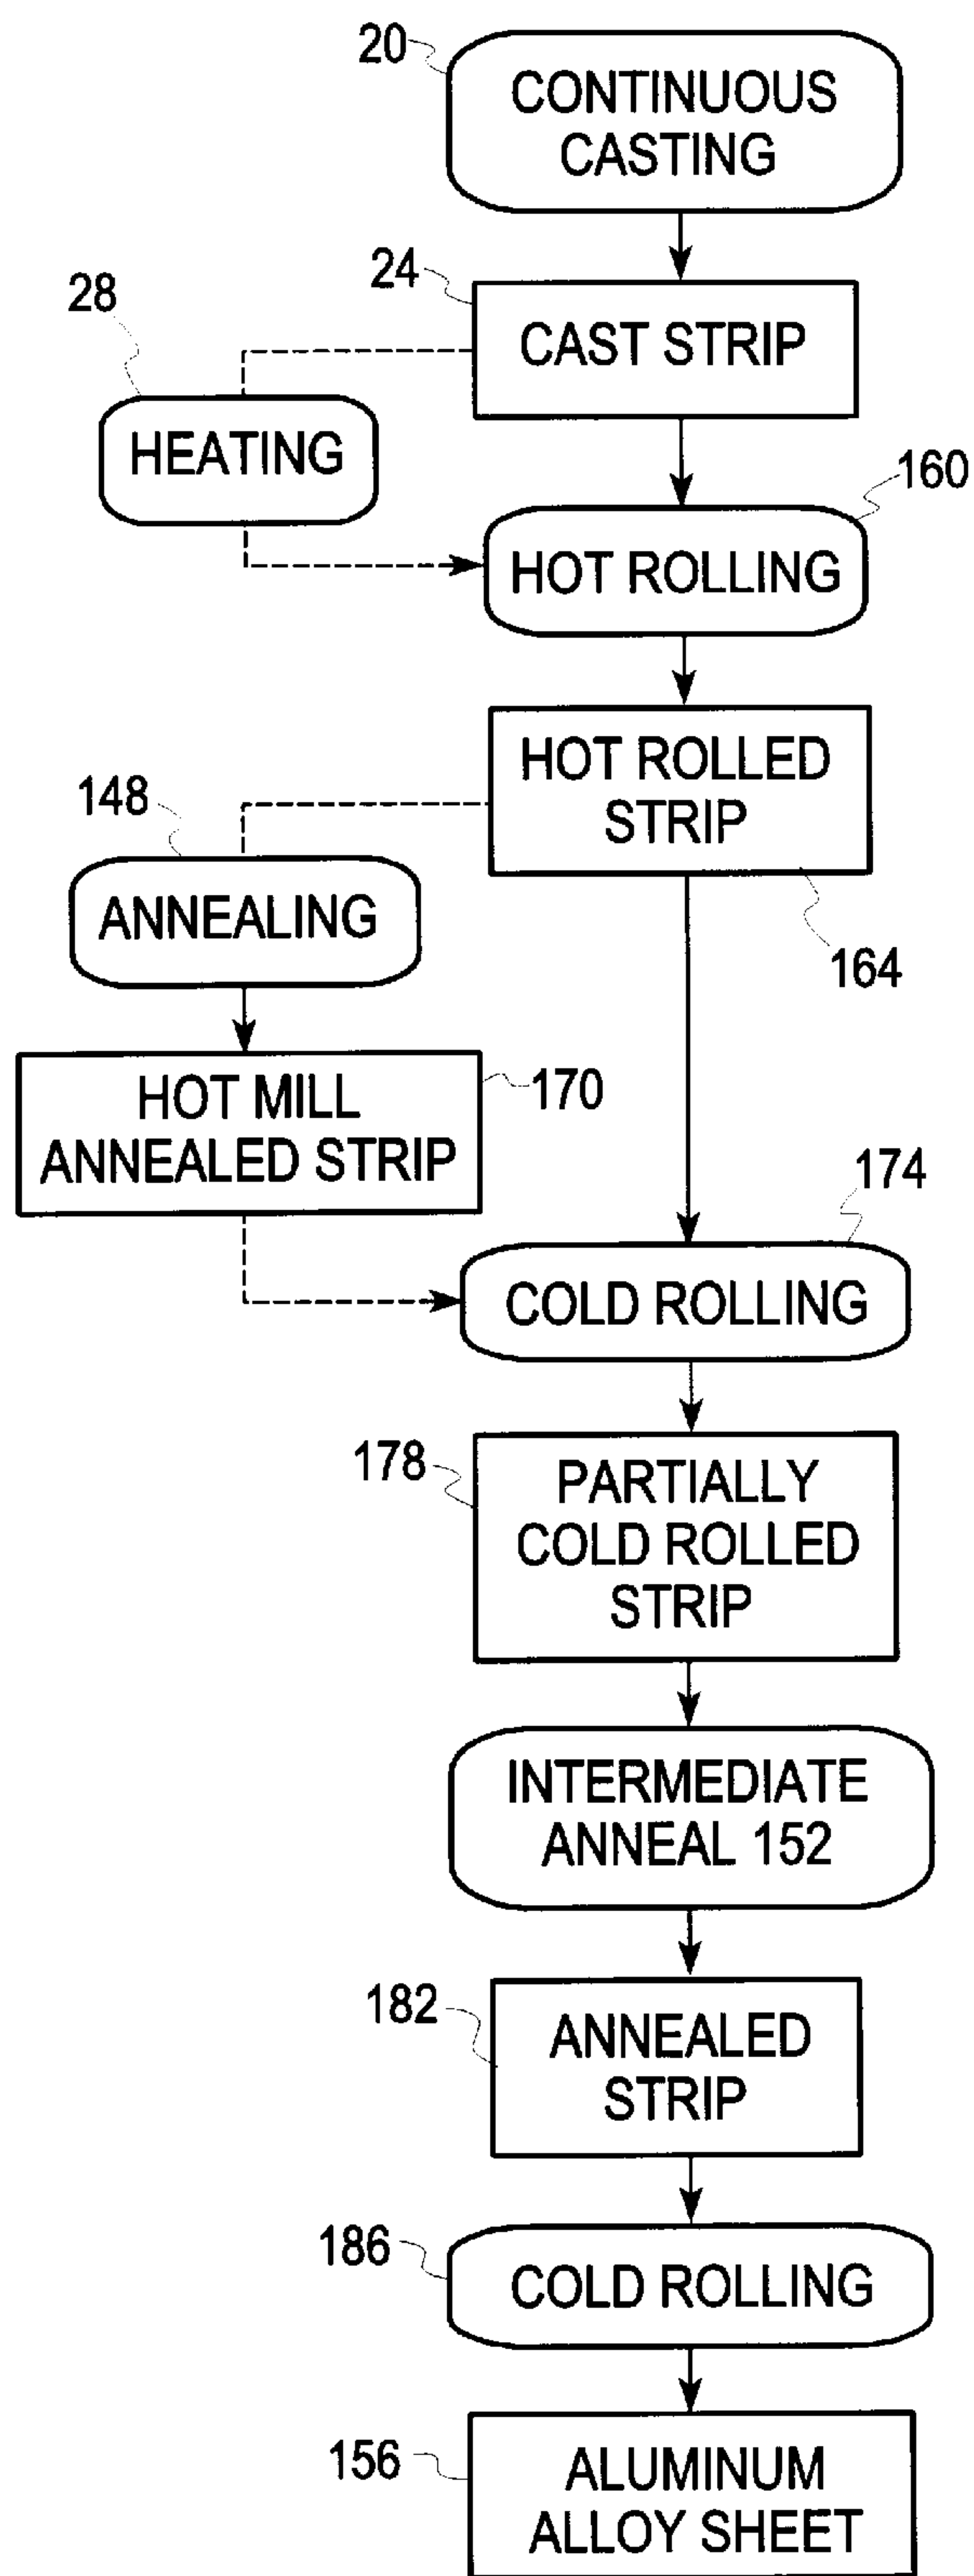 20
CONTINUOUS
CASTING
24
CAST STRIP
28
HEATING
160
HOT ROLLING
HOT ROLLED
STRIP
164
148
ANNEALING
170
HOT MILL
ANNEALED STRIP
174
COLD ROLLING
178
PARTIALLY
COLD ROLLED
STRIP
INTERMEDIATE
ANNEAL 152
182
ANNEALED
STRIP
186
COLD ROLLING
156
ALUMINUM
ALLOY SHEET